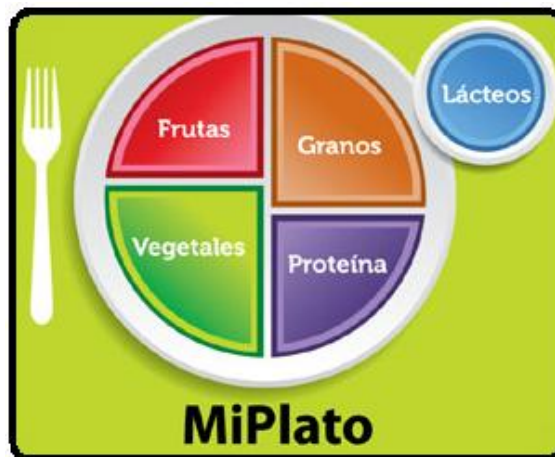 Lácteos
Frutas
Granos
Vegetales
Proteína
MiPlato